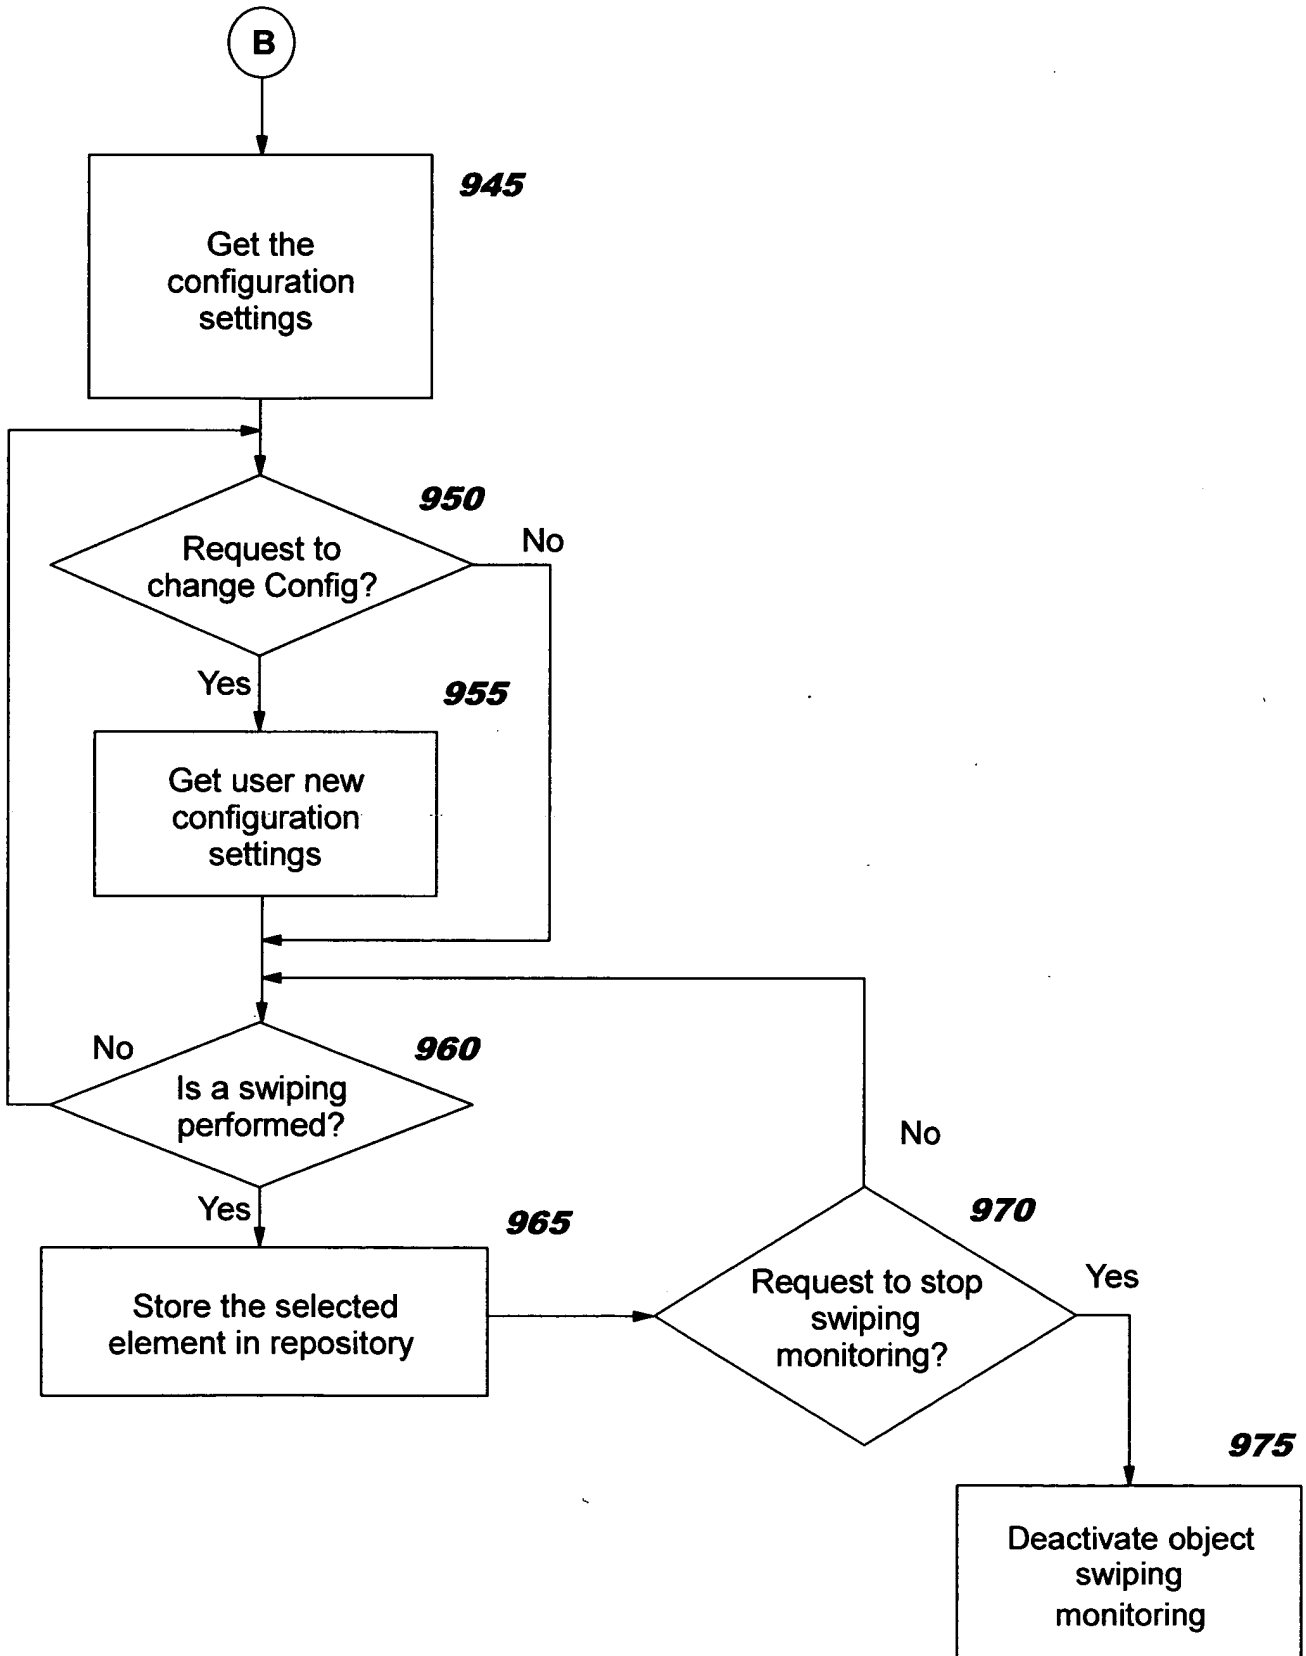 B
945
Get the
configuration
settings
950
No
Request to
change Config?
Yes
955
Get user new
configuration
settings
No
960
Is a swiping
performed?
No
Yes
965
970
Store the selected
element in repository
Request to stop
swiping
monitoring?
Yes
975
Deactivate object
swiping
monitoring